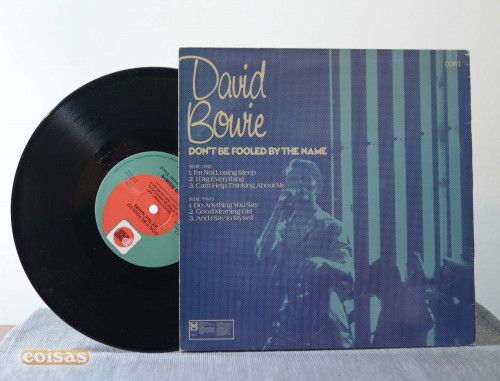 DOW 1
David
Bowie
DON'T BE FOOLED BY THE NAME
SIDE ONE
1. I'm Not Losing Sleep
2. I Dig Everything
3. Can't Help Thinking About Me
SIDE TWO
1. Do Anything You Say
2. Good Morning Girl
3. And I Say to Myself
coisas